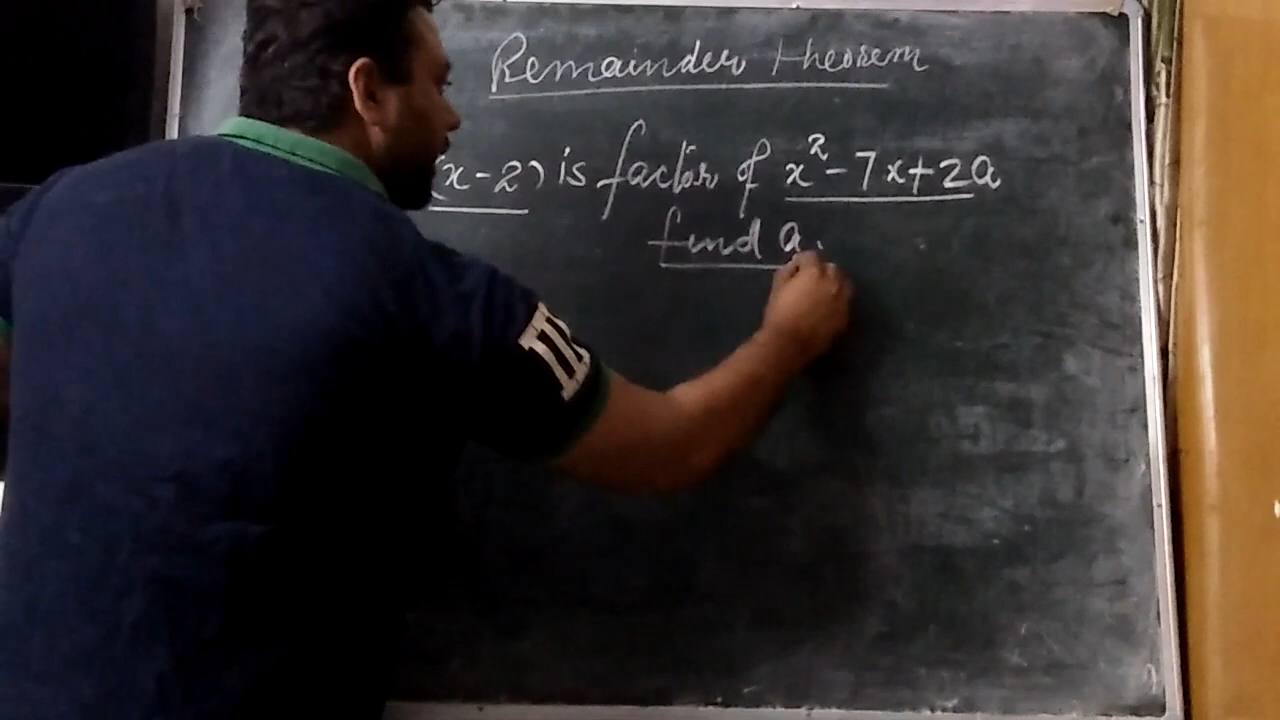 Remainder Theorem
(x-2) is factor of x²-7x+2a
find a.